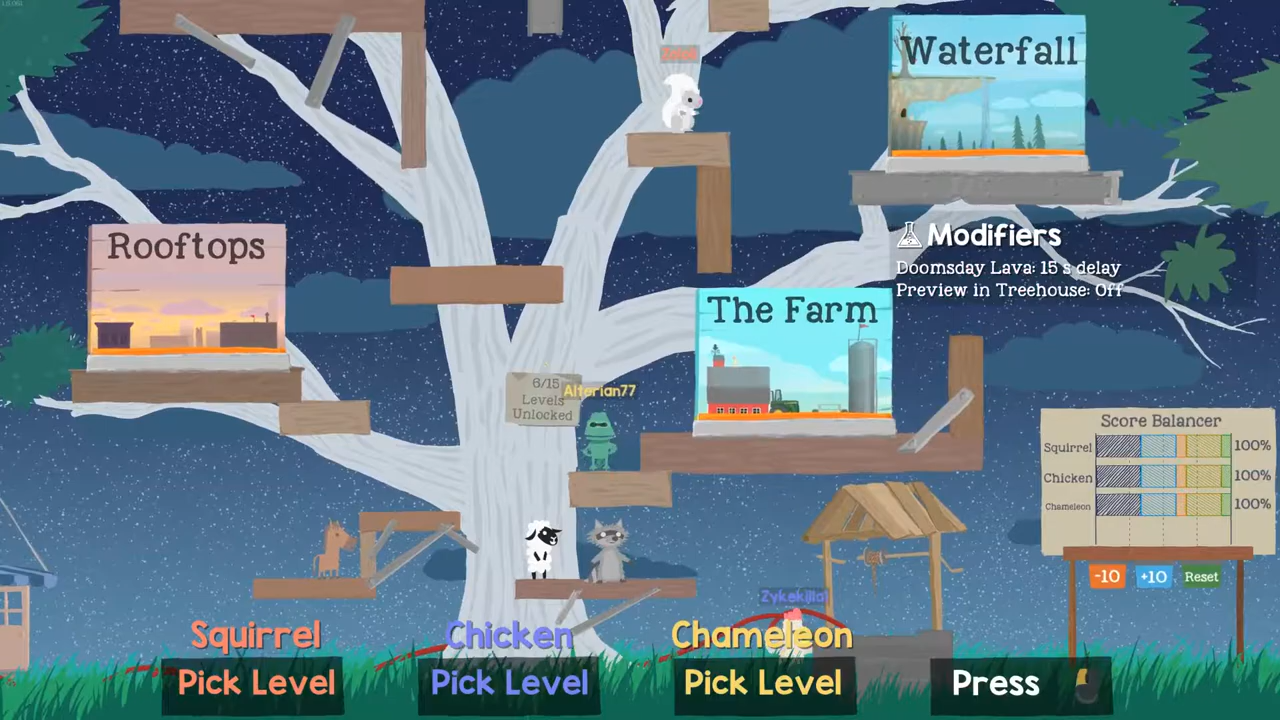 Waterfall
Rooftops
Modifiers
Doomsday Lava: 15 s delay
Preview in Treehouse: Off
The Farm
6/15
Levels
Unlocked
Alterian77
Score Balancer
Squirrel 100%
Chicken 100%
Chameleon 100%
-10 +10 Reset
Squirrel Chicken Chameleon
Pick Level Pick Level Pick Level Press